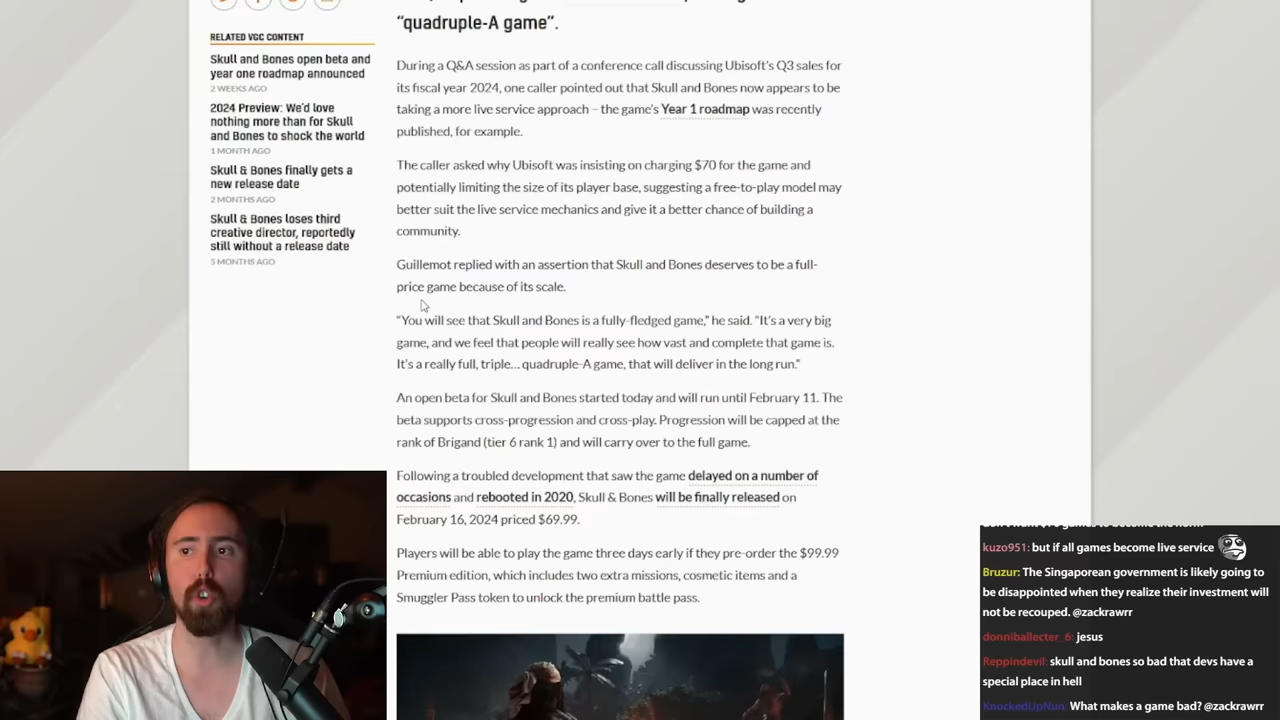 "quadruple-A game".
RELATED VGC CONTENT
Skull and Bones open beta and
year one roadmap announced
2 WEEKS AGO
2024 Preview: We'd love
nothing more than for Skull
and Bones to shock the world
1 MONTH AGO
Skull & Bones finally gets a
new release date
2 MONTHS AGO
Skull & Bones loses third
creative director, reportedly
still without a release date
5 MONTHS AGO
During a Q&A session as part of a conference call discussing Ubisoft's Q3 sales for
its fiscal year 2024, one caller pointed out that Skull and Bones now appears to be
taking a more live service approach – the game's Year 1 roadmap was recently
published, for example.
The caller asked why Ubisoft was insisting on charging $70 for the game and
potentially limiting the size of its player base, suggesting a free-to-play model may
better suit the live service mechanics and give it a better chance of building a
community.
Guillemot replied with an assertion that Skull and Bones deserves to be a full-
price game because of its scale.
"You will see that Skull and Bones is a fully-fledged game," he said. "It's a very big
game, and we feel that people will really see how vast and complete that game is.
It's a really full, triple… quadruple-A game, that will deliver in the long run."
An open beta for Skull and Bones started today and will run until February 11. The
beta supports cross-progression and cross-play. Progression will be capped at the
rank of Brigand (tier 6 rank 1) and will carry over to the full game.
Following a troubled development that saw the game delayed on a number of
occasions and rebooted in 2020, Skull & Bones will be finally released on
February 16, 2024 priced $69.99.
Players will be able to play the game three days early if they pre-order the $99.99
Premium edition, which includes two extra missions, cosmetic items and a
Smuggler Pass token to unlock the premium battle pass.
kuzo951: but if all games become live service
Bruzur: The Singaporean government is likely going to
be disappointed when they realize their investment will
not be recouped. @zackrawrr
donniballecter_6: jesus
Reppindevil: skull and bones so bad that devs have a
special place in hell
KnockedUpNun: What makes a game bad? @zackrawrr